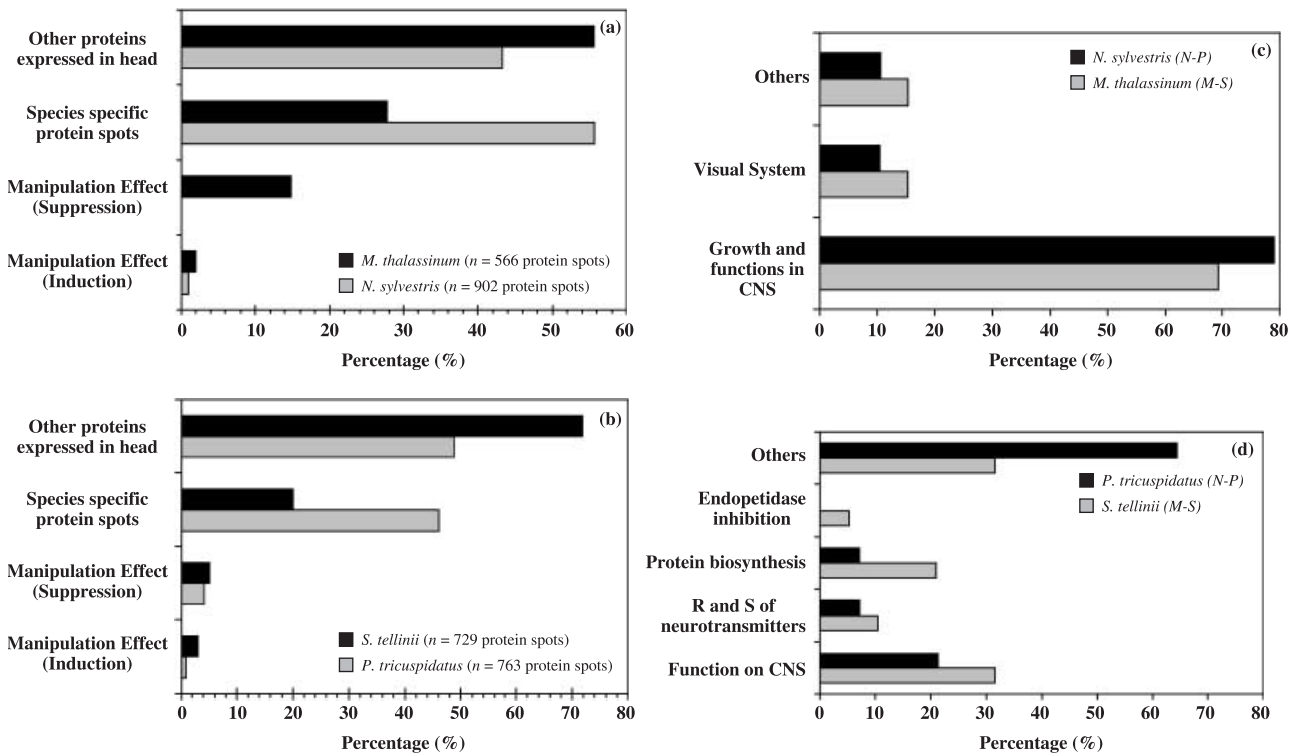 (a)
Other proteins
expressed in head
Species specific
protein spots
Manipulation Effect
(Suppression)
Manipulation Effect
(Induction)
M. thalassinum (n = 566 protein spots)
N. sylvestris (n = 902 protein spots)
0 10 20 30 40 50 60
Percentage (%)
(b)
Other proteins
expressed in head
Species specific
protein spots
Manipulation Effect
(Suppression)
Manipulation Effect
(Induction)
S. tellinii (n = 729 protein spots)
P. tricuspidatus (n = 763 protein spots)
0 10 20 30 40 50 60 70 80
Percentage (%)
(c)
N. sylvestris (N-P)
M. thalassinum (M-S)
Others
Visual System
Growth and
functions in
CNS
0 10 20 30 40 50 60 70 80
Percentage (%)
(d)
Others
P. tricuspidatus (N-P)
S. tellinii (M-S)
Endopetidase
inhibition
Protein biosynthesis
R and S of
neurotransmitters
Function on CNS
0 10 20 30 40 50 60 70 80
Percentage (%)